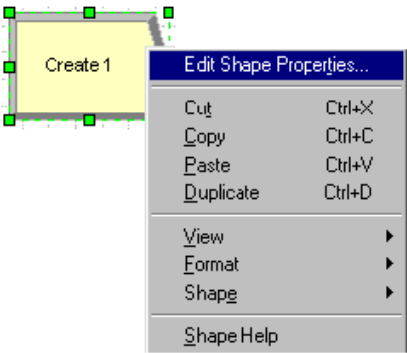 Create 1
Edit Shape Properties...
Cut Ctrl+X
Copy Ctrl+C
Paste Ctrl+V
Duplicate Ctrl+D
View
Format
Shape
Shape Help